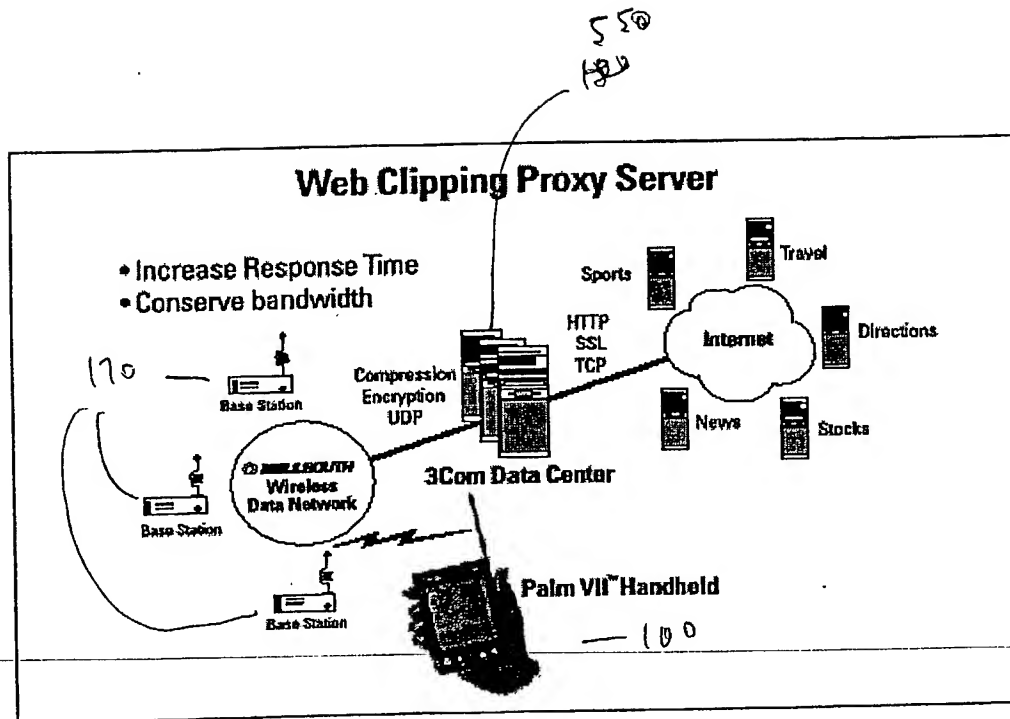 550
180
Web Clipping Proxy Server
• Increase Response Time
• Conserve bandwidth
Sports
Travel
HTTP
SSL
TCP
Internet
Directions
170
Base Station
Compression
Encryption
UDP
News
Stocks
BELLSOUTH
Wireless
Data Network
3Com Data Center
Base Station
Base Station
Palm VII™ Handheld
100